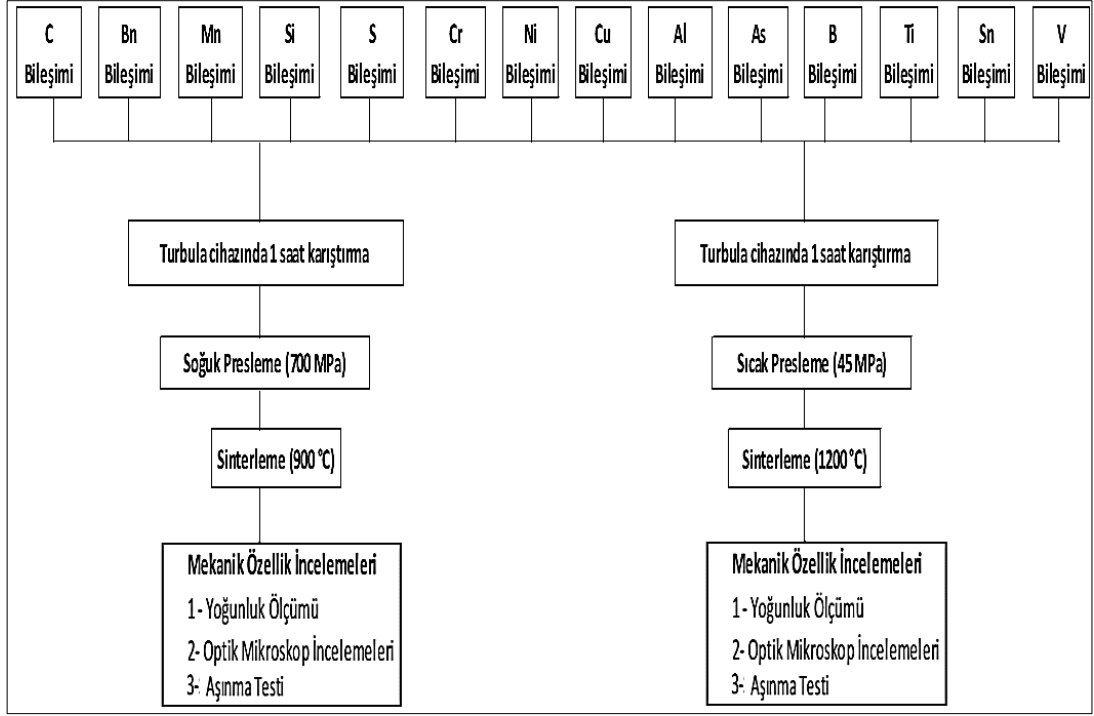 C Bileşimi
Bn Bileşimi
Mn Bileşimi
Si Bileşimi
S Bileşimi
Cr Bileşimi
Ni Bileşimi
Cu Bileşimi
Al Bileşimi
As Bileşimi
B Bileşimi
Ti Bileşimi
Sn Bileşimi
V Bileşimi
Turbula cihazında 1 saat karıştırma
Soğuk Presleme (700 MPa)
Sinterleme (900 °C)
Mekanik Özellik İncelemeleri
1- Yoğunluk Ölçümü
2- Optik Mikroskop İncelemeleri
3- Aşınma Testi
Turbula cihazında 1 saat karıştırma
Sıcak Presleme (45 MPa)
Sinterleme (1200 °C)
Mekanik Özellik İncelemeleri
1- Yoğunluk Ölçümü
2- Optik Mikroskop İncelemeleri
3- Aşınma Testi